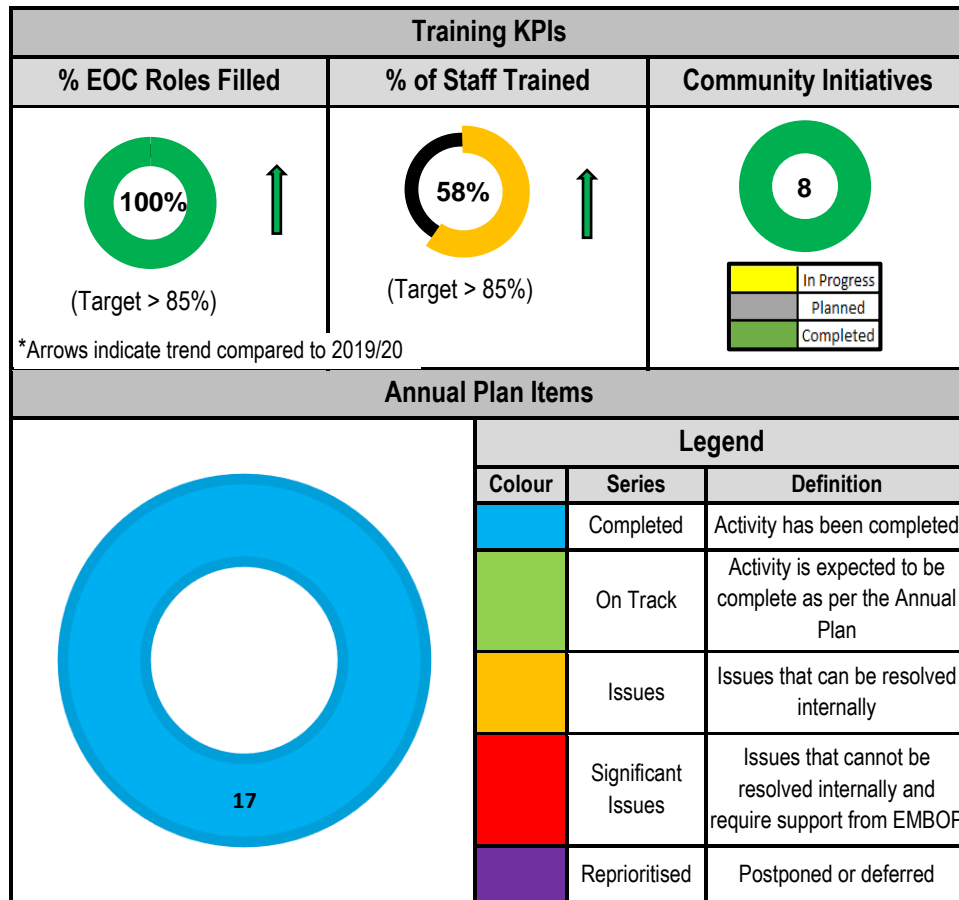 Training KPIs
% EOC Roles Filled
% of Staff Trained
Community Initiatives
100%
58%
8
(Target > 85%)
(Target > 85%)
In Progress
Planned
Completed
*Arrows indicate trend compared to 2019/20
Annual Plan Items
17
Legend
Colour
Series
Definition
Completed
Activity has been completed
On Track
Activity is expected to be
complete as per the Annual
Plan
Issues
Issues that can be resolved
internally
Significant
Issues
Issues that cannot be
resolved internally and
require support from EMBOP
Reprioritised
Postponed or deferred